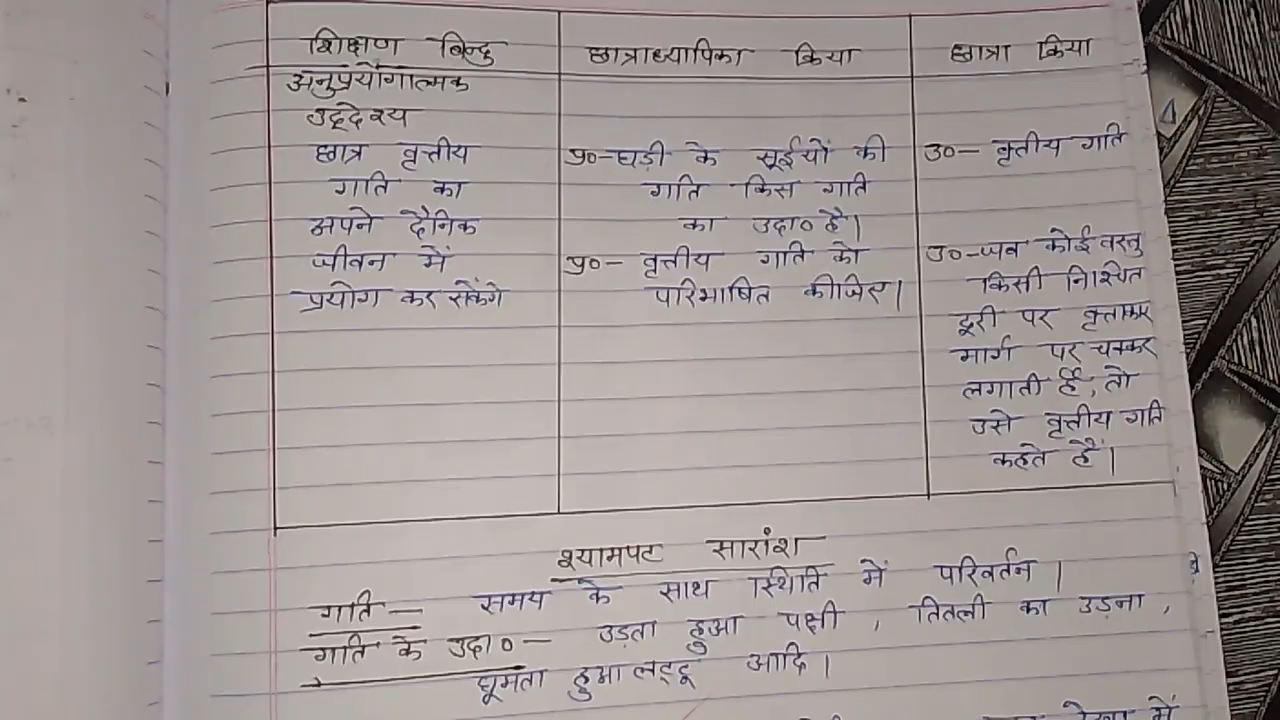 शिक्षण बिन्दु
छात्राध्यापिका क्रिया
छात्रा क्रिया
अनुप्रयोगात्मक
उद्देश्य
छात्र वृत्तीय
गति का
अपने दैनिक
जीवन में
प्रयोग कर सकेंगे
प्र०- घड़ी के सूईयों की
गति किस गति
का उदा० है।
प्र०- वृत्तीय गति को
परिभाषित कीजिए।
उ०- वृत्तीय गति
उ०- जब कोई वस्तु
किसी निश्चित
दूरी पर वृत्ताकार
मार्ग पर चक्कर
लगाती है, तो
उसे वृत्तीय गति
कहते हैं।
श्यामपट सारांश
गति - समय के साथ स्थिति में परिवर्तन।
गति के उदा०- उड़ता हुआ पक्षी, तितली का उड़ना,
घूमता हुआ लट्टू आदि।
रेखा में